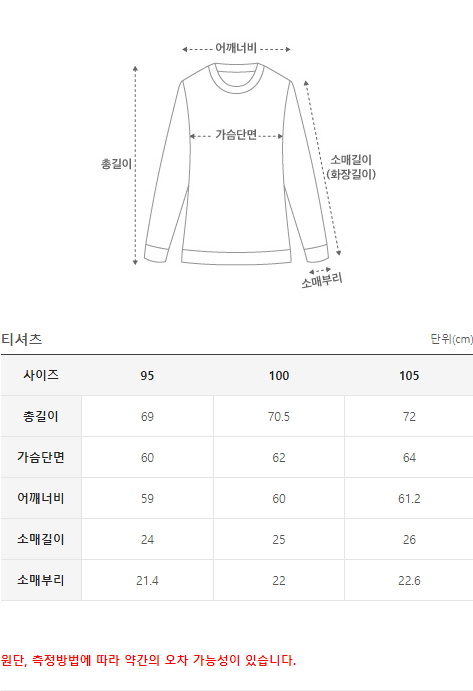 어깨너비
가슴단면
총길이
소매길이
(화장길이)
소매부리
티셔츠 단위(cm)
사이즈 95 100 105
총길이 69 70.5 72
가슴단면 60 62 64
어깨너비 59 60 61.2
소매길이 24 25 26
소매부리 21.4 22 22.6
원단, 측정방법에 따라 약간의 오차 가능성이 있습니다.